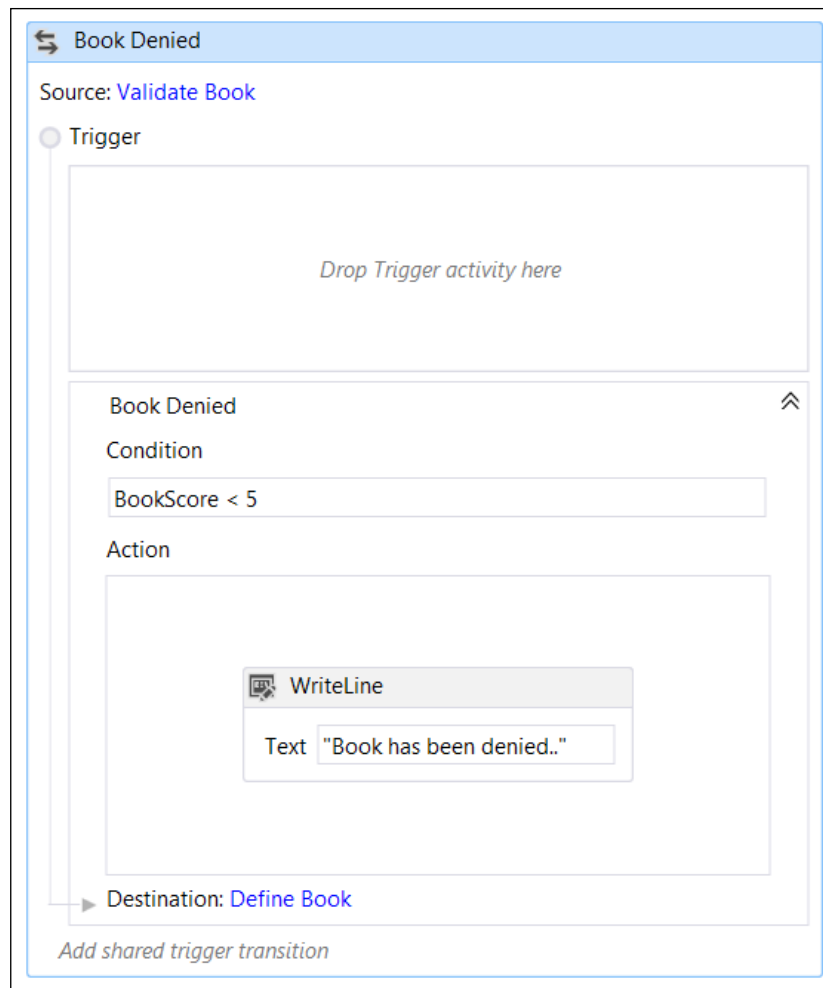 Book Denied
Source: Validate Book
Trigger
Drop Trigger activity here
Book Denied
Condition
BookScore < 5
Action
WriteLine
Text "Book has been denied.."
Destination: Define Book
Add shared trigger transition